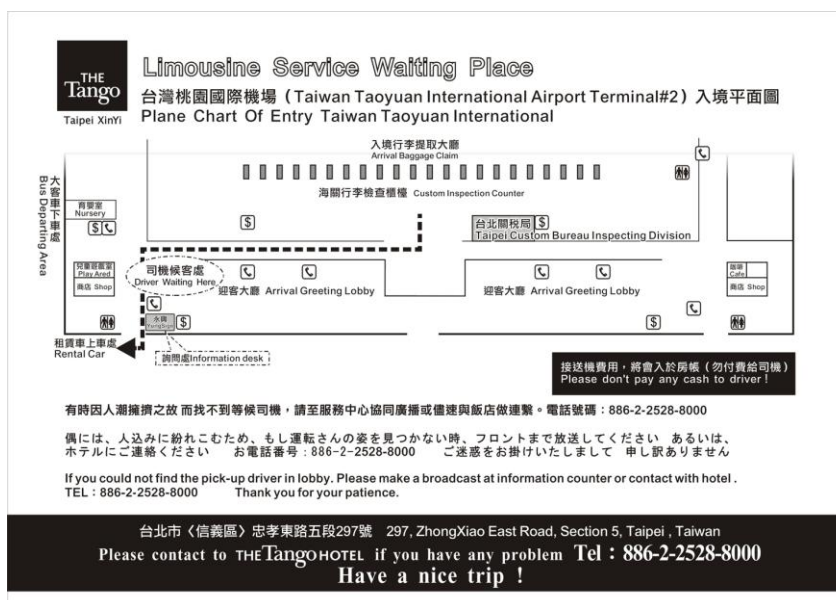 THE
Tango
Taipei XinYi
Limousine Service Waiting Place
台灣桃園國際機場（Taiwan Taoyuan International Airport Terminal#2）入境平面圖
Plane Chart Of Entry Taiwan Taoyuan International
入境行李提取大廳
Arrival Baggage Claim
海關行李檢查櫃檯 Custom Inspection Counter
大客車下車處
Bus Departing Area
育嬰室
Nursery
$
$
台北關稅局 $
Taipei Custom Bureau Inspecting Division
兒童遊戲室
Play Ared
商店 Shop
司機候客處
Driver Waiting Here
迎客大廳 Arrival Greeting Lobby
迎客大廳 Arrival Greeting Lobby
咖啡
Cafe
商店 Shop
永興
$
$
租賃車上車處
Rental Car
詢問處Information desk
接送機費用，將會入於房帳（勿付費給司機）
Please don't pay any cash to driver !
有時因人潮擁擠之故 而找不到等候司機，請至服務中心協同廣播或儘速與飯店做連繫。電話號碼：886-2-2528-8000
偶には、人込みに紛れこむため、もし運転さんの姿を見つかない時、フロントまで放送してください あるいは、
ホテルにご連絡ください お電話番号：886-2-2528-8000 ご迷惑をお掛けいたしまして 申し訳ありません
If you could not find the pick-up driver in lobby. Please make a broadcast at information counter or contact with hotel .
TEL：886-2-2528-8000 Thank you for your patience.
台北市〈信義區〉忠孝東路五段297號 297, ZhongXiao East Road, Section 5, Taipei , Taiwan
Please contact to THE Tango HOTEL if you have any problem Tel：886-2-2528-8000
Have a nice trip !